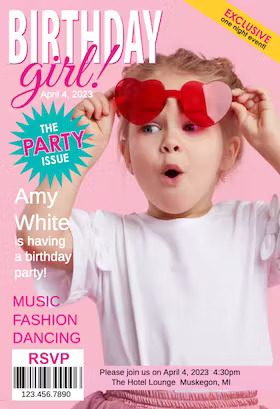 BIRTHDAY
girl!
April 4, 2023
EXCLUSIVE
one night event!
THE
PARTY
ISSUE
Amy
White
is having
a birthday
party!
MUSIC
FASHION
DANCING
RSVP
123.456.7890
Please join us on April 4, 2023 4:30pm
The Hotel Lounge Muskegon, MI